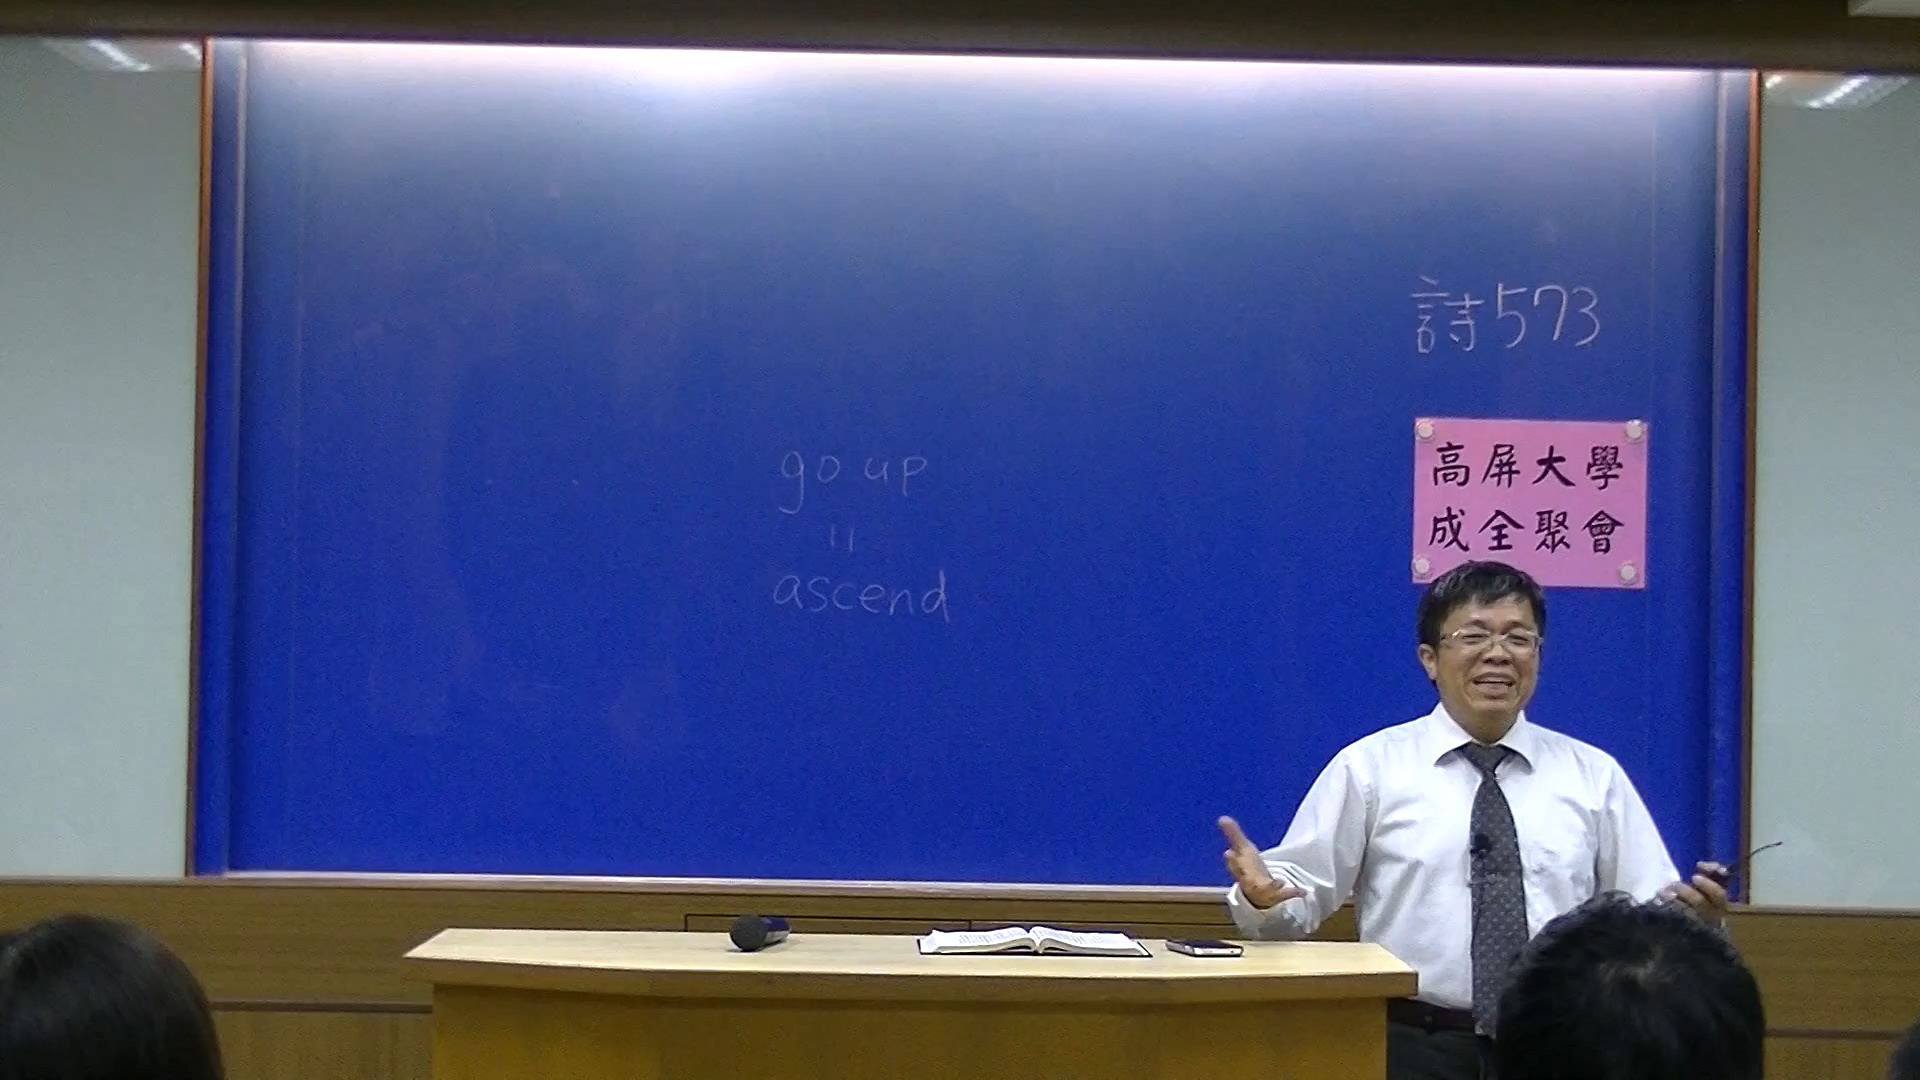 詩573
高屏大學
成全聚會
go up
=
ascend